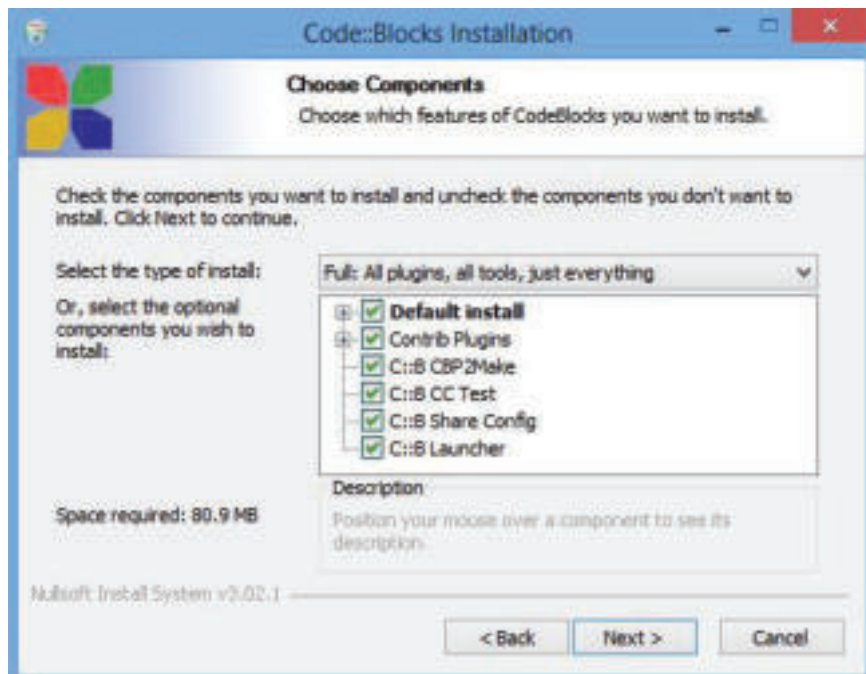 Code::Blocks Installation
Choose Components
Choose which features of CodeBlocks you want to install.
Check the components you want to install and uncheck the components you don't want to
install. Click Next to continue.
Select the type of install:
Full: All plugins, all tools, just everything
Or, select the optional
components you wish to
install:
Default install
Contrib Plugins
C::B CBP2Make
C::B CC Test
C::B Share Config
C::B Launcher
Space required: 80.9 MB
Description
Position your mouse over a component to see its
description.
Nullsoft Install System v3.02.1
< Back
Next >
Cancel